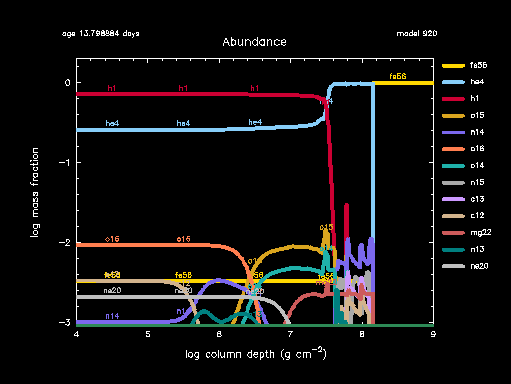 age 13.798884 days
model 920
Abundance
fe56
he4
h1
o15
n14
o16
o14
n15
c13
c12
mg22
n13
ne20
log mass fraction
0
−1
−2
−3
h1 h1 h1
he4 he4 he4
fe56
o15
o16 o16
fe56
ne20
n14
4 5 6 7 8 9
log column depth (g cm−2)